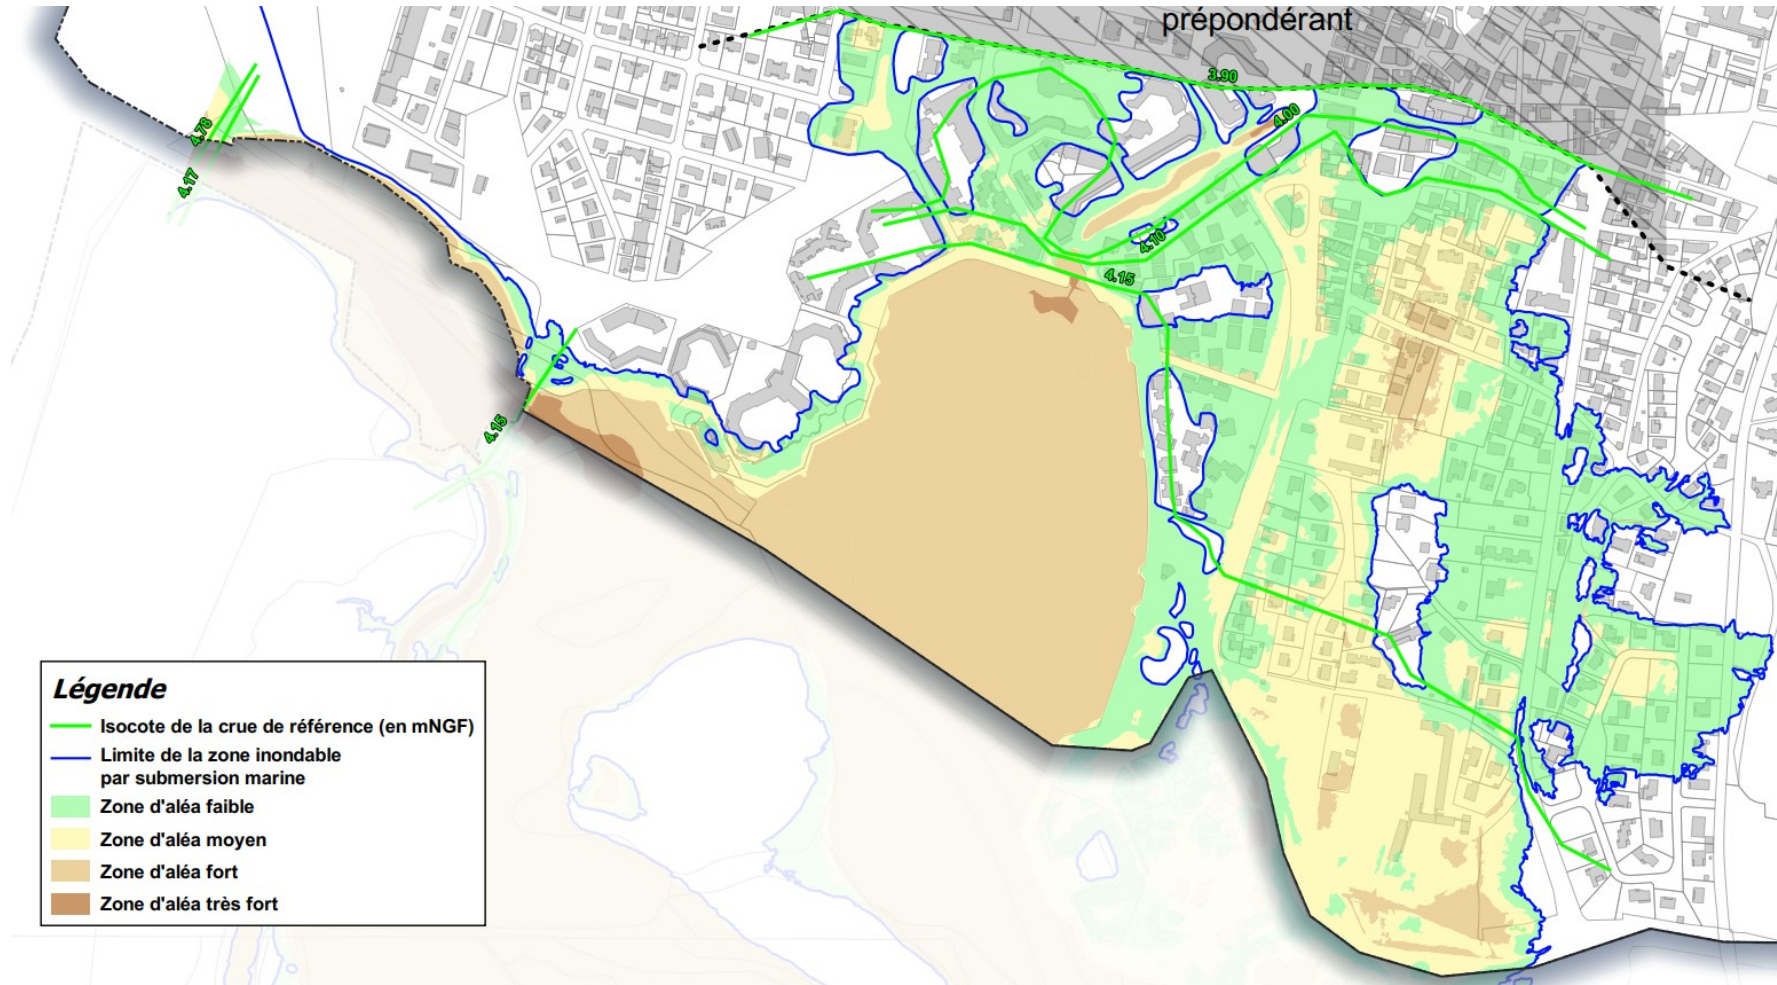 prépondérant
3.90
4.00
4.78
4.17
4.10
4.15
4.15
Légende
Isocote de la crue de référence (en mNGF)
Limite de la zone inondable
par submersion marine
Zone d'aléa faible
Zone d'aléa moyen
Zone d'aléa fort
Zone d'aléa très fort